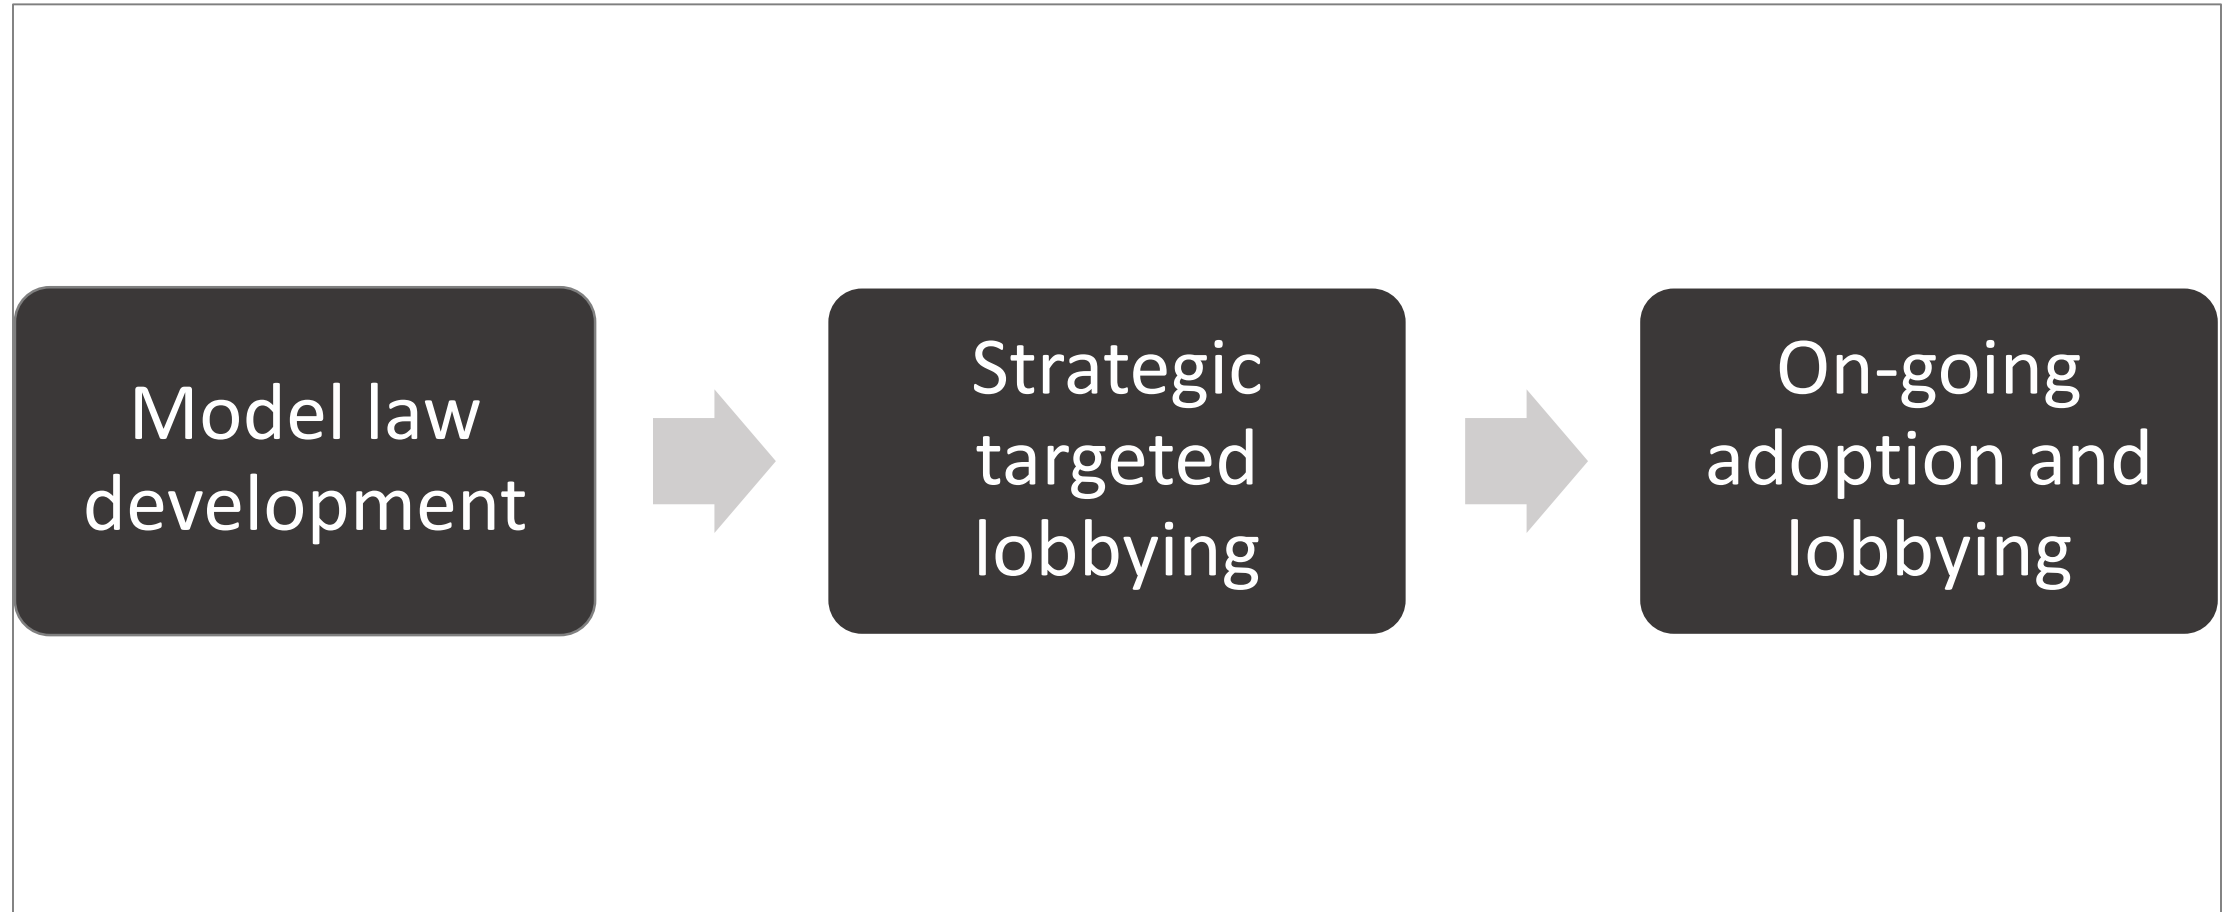 Model law
development
Strategic
targeted
lobbying
On-going
adoption and
lobbying